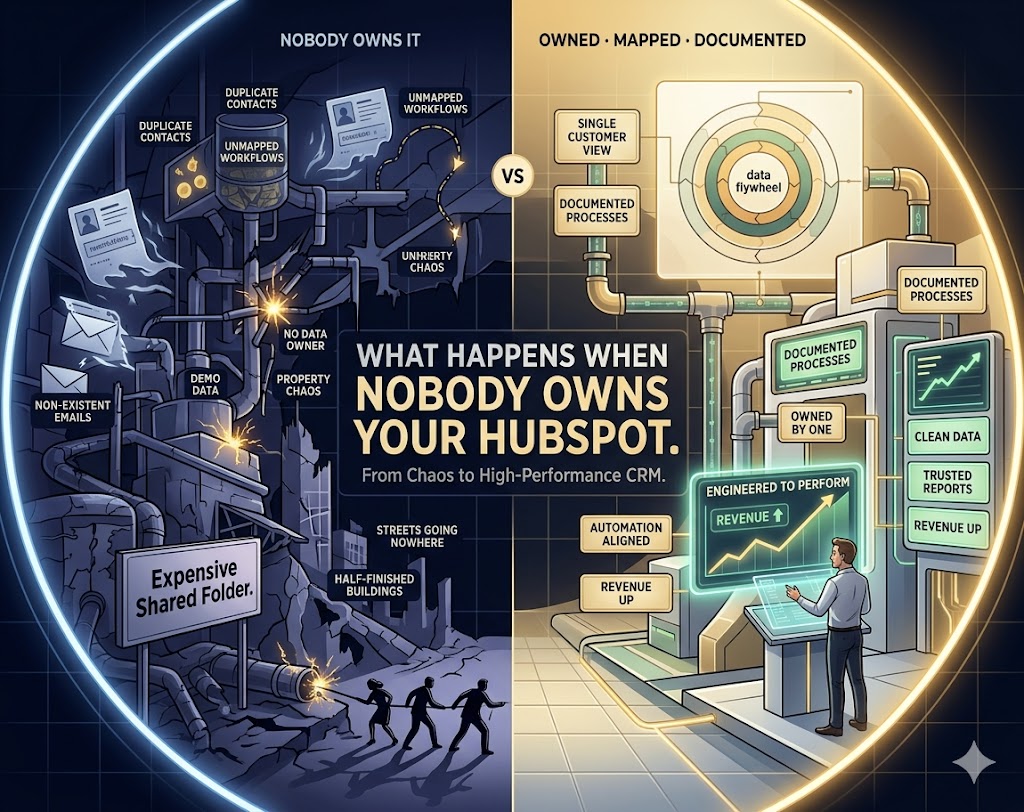 NOBODY OWNS IT
OWNED · MAPPED · DOCUMENTED
DUPLICATE
CONTACTS
DUPLICATE
CONTACTS
UNMAPPED
WORKFLOWS
UNMAPPED
WORKFLOWS
UNHRIERTY
CHAOS
NO DATA
OWNER
DEMO
DATA
PROPERTY
CHAOS
NON-EXISTENT
EMAILS
STREETS GOING
NOWHERE
HALF-FINISHED
BUILDINGS
Expensive
Shared Folder.
VS
WHAT HAPPENS WHEN
NOBODY OWNS
YOUR HUBSPOT.
From Chaos to High-Performance CRM.
SINGLE
CUSTOMER
VIEW
DOCUMENTED
PROCESSES
data
flywheel
DOCUMENTED
PROCESSES
DOCUMENTED
PROCESSES
OWNED
BY ONE
CLEAN DATA
TRUSTED
REPORTS
REVENUE UP
ENGINEERED TO PERFORM
REVENUE ↑
AUTOMATION
ALIGNED
REVENUE
UP